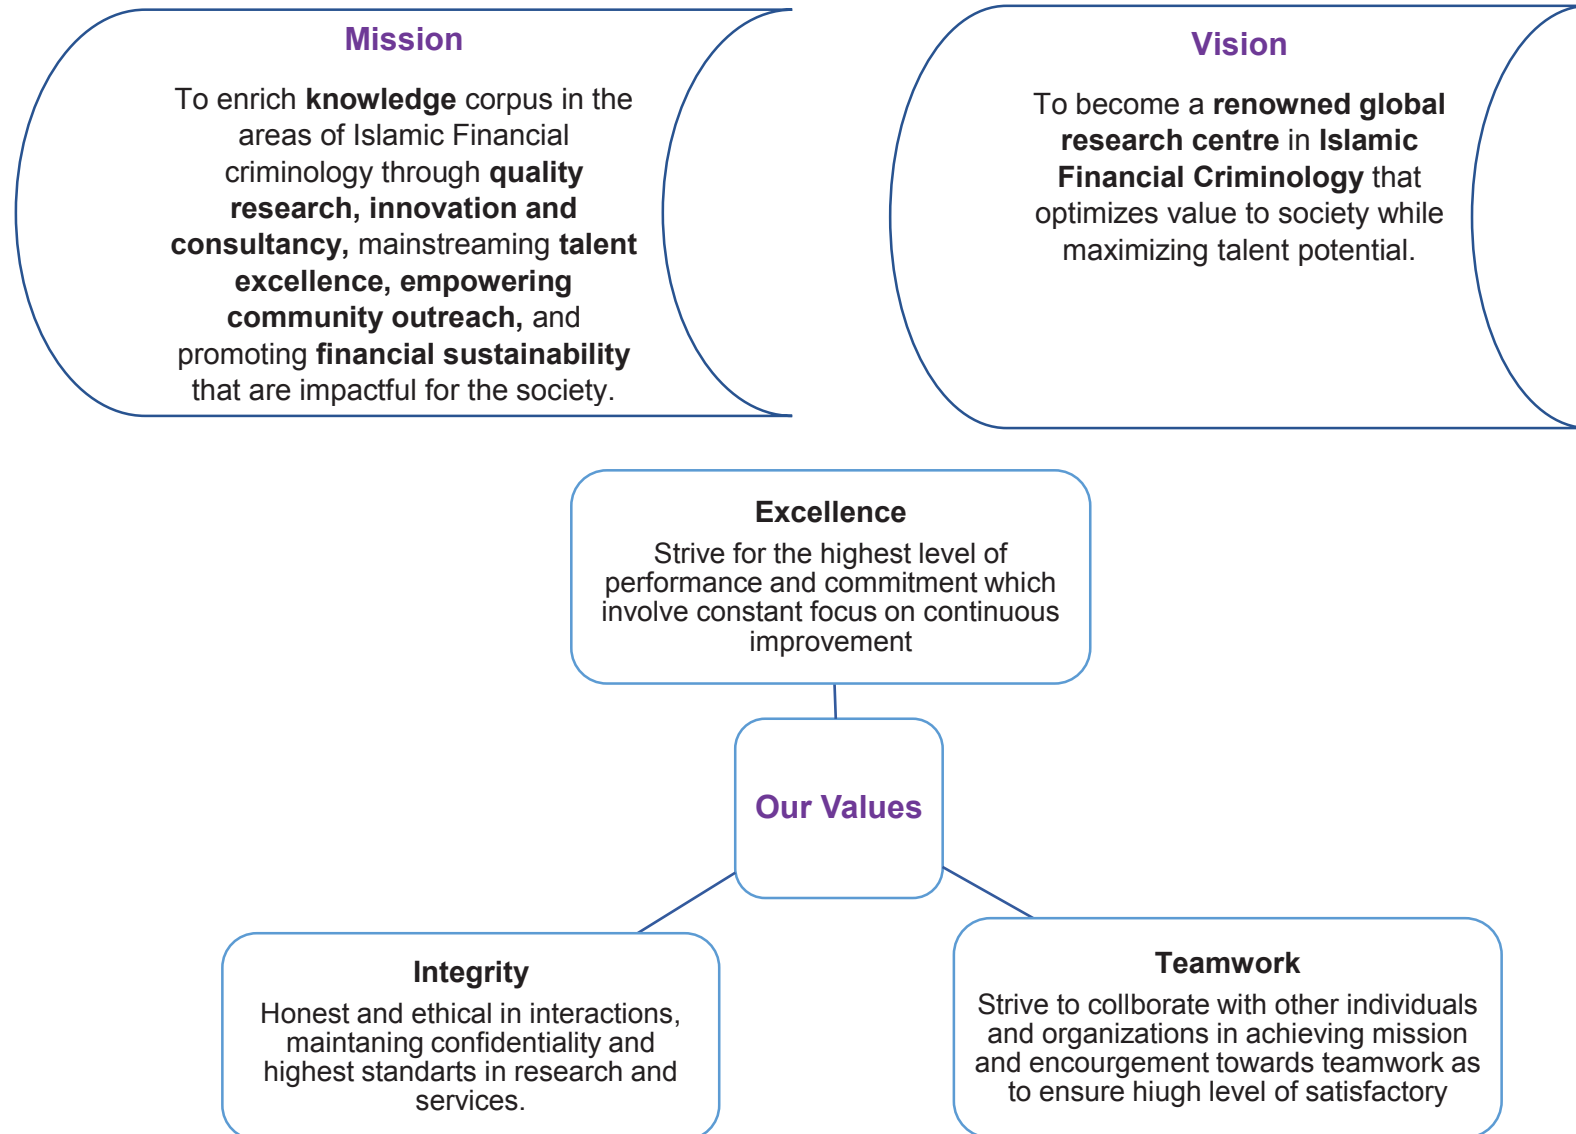 Mission
To enrich knowledge corpus in the
areas of Islamic Financial
criminology through quality
research, innovation and
consultancy, mainstreaming talent
excellence, empowering
community outreach, and
promoting financial sustainability
that are impactful for the society.
Vision
To become a renowned global
research centre in Islamic
Financial Criminology that
optimizes value to society while
maximizing talent potential.
Excellence
Strive for the highest level of
performance and commitment which
involve constant focus on continuous
improvement
Our Values
Integrity
Honest and ethical in interactions,
maintaning confidentiality and
highest standarts in research and
services.
Teamwork
Strive to collborate with other individuals
and organizations in achieving mission
and encourgement towards teamwork as
to ensure hiugh level of satisfactory